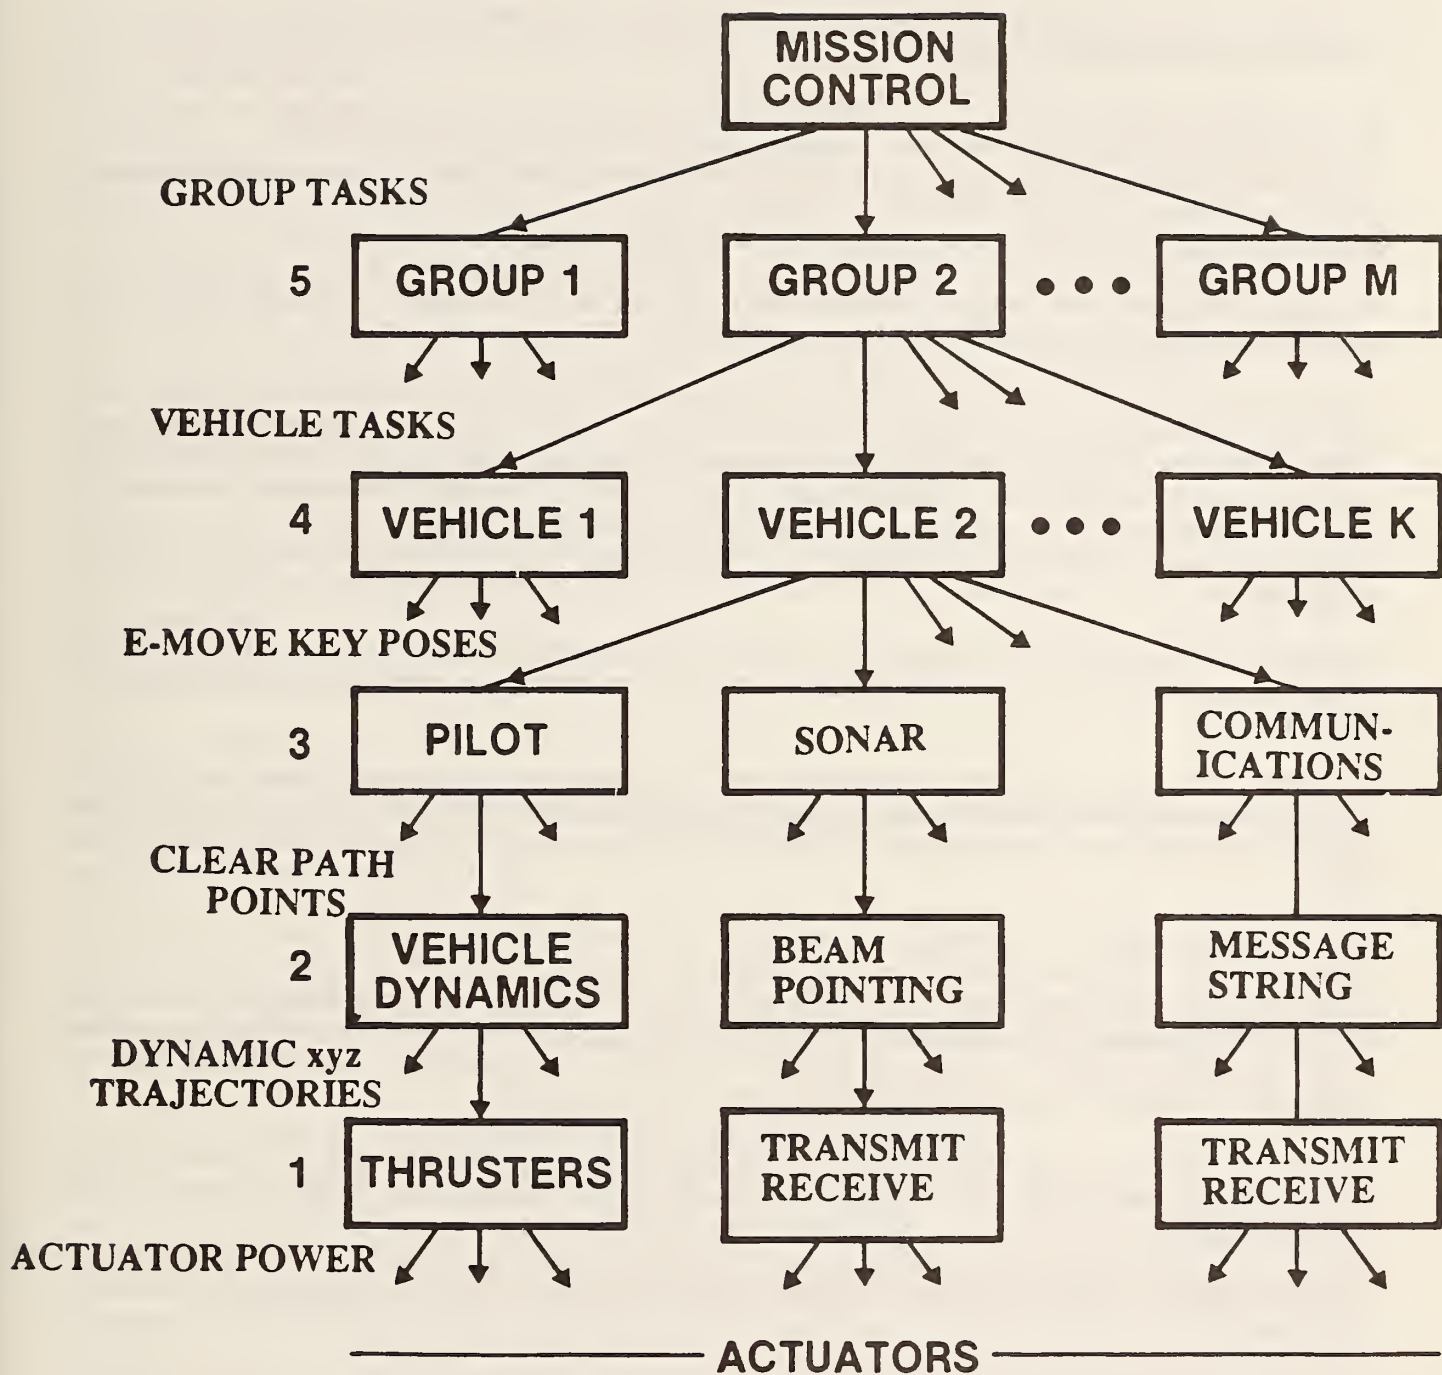 MISSION
CONTROL
GROUP TASKS
5
GROUP 1
GROUP 2
GROUP M
VEHICLE TASKS
4
VEHICLE 1
VEHICLE 2
VEHICLE K
E-MOVE KEY POSES
3
PILOT
SONAR
COMMUN-
ICATIONS
CLEAR PATH
POINTS
2
VEHICLE
DYNAMICS
BEAM
POINTING
MESSAGE
STRING
DYNAMIC xyz
TRAJECTORIES
1
THRUSTERS
TRANSMIT
RECEIVE
TRANSMIT
RECEIVE
ACTUATOR POWER
ACTUATORS